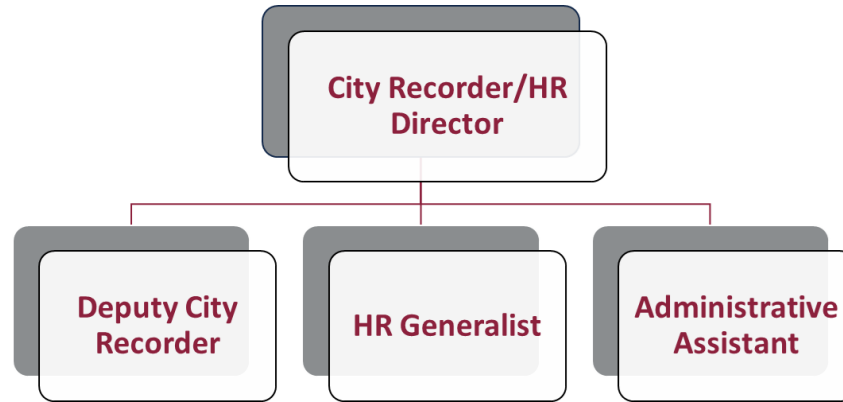 City Recorder/HR
Director
Deputy City
Recorder
HR Generalist
Administrative
Assistant